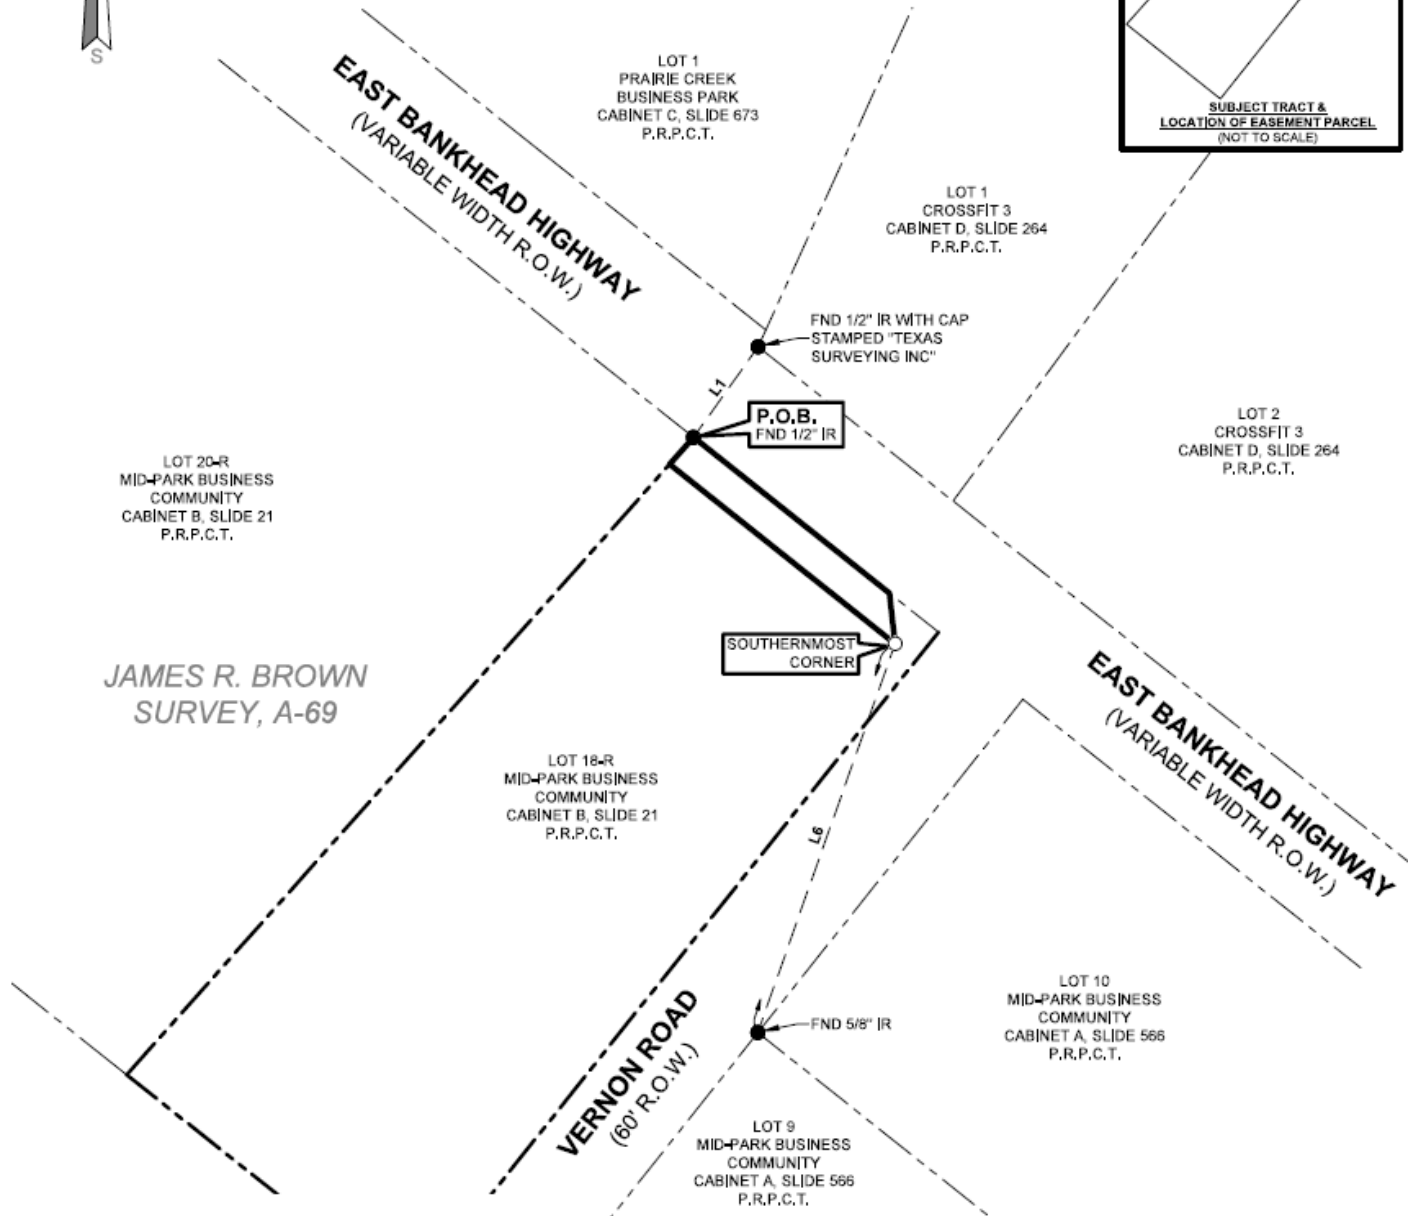 S
LOT 1
PRAIRIE CREEK
BUSINESS PARK
CABINET C, SLIDE 673
P.R.P.C.T.
EAST BANKHEAD HIGHWAY
(VARIABLE WIDTH R.O.W.)
SUBJECT TRACT &
LOCATION OF EASEMENT PARCEL
(NOT TO SCALE)
LOT 1
CROSSFIT 3
CABINET D, SLIDE 264
P.R.P.C.T.
FND 1/2" IR WITH CAP
STAMPED "TEXAS
SURVEYING INC"
L1
P.O.B.
FND 1/2" IR
LOT 2
CROSSFIT 3
CABINET D, SLIDE 264
P.R.P.C.T.
LOT 20-R
MID-PARK BUSINESS
COMMUNITY
CABINET B, SLIDE 21
P.R.P.C.T.
SOUTHERNMOST
CORNER
JAMES R. BROWN
SURVEY, A-69
EAST BANKHEAD HIGHWAY
(VARIABLE WIDTH R.O.W.)
LOT 18-R
MID-PARK BUSINESS
COMMUNITY
CABINET B, SLIDE 21
P.R.P.C.T.
L6
FND 5/8" IR
LOT 10
MID-PARK BUSINESS
COMMUNITY
CABINET A, SLIDE 566
P.R.P.C.T.
VERNON ROAD
(60' R.O.W.)
LOT 9
MID-PARK BUSINESS
COMMUNITY
CABINET A, SLIDE 566
P.R.P.C.T.